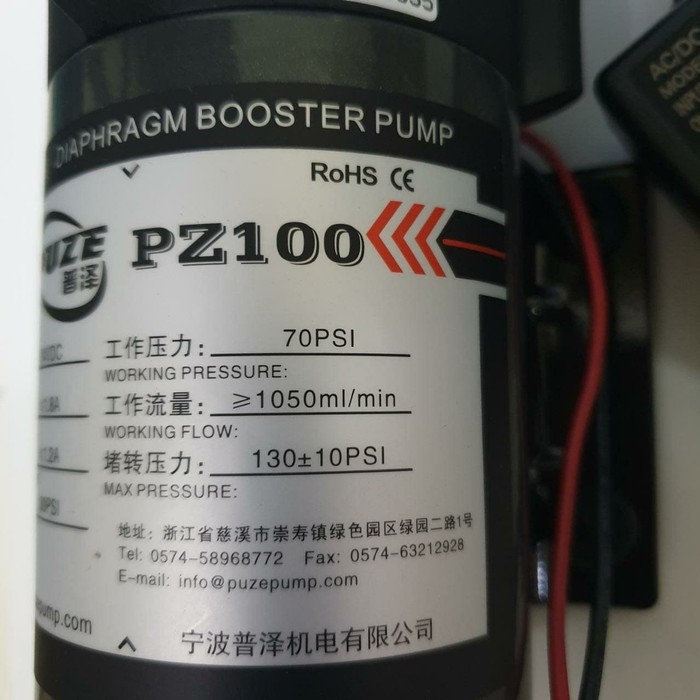 DIAPHRAGM BOOSTER PUMP
RoHS CE
PUZE 普泽
PZ100
工作压力: 70PSI
WORKING PRESSURE:
工作流量: ≥1050ml/min
WORKING FLOW:
堵转压力: 130±10PSI
MAX PRESSURE:
地址: 浙江省慈溪市崇寿镇绿色园区绿园二路1号
Tel: 0574-58968772 Fax: 0574-63212928
E-mail: info@puzepump.com
宁波普泽机电有限公司
AC/DC